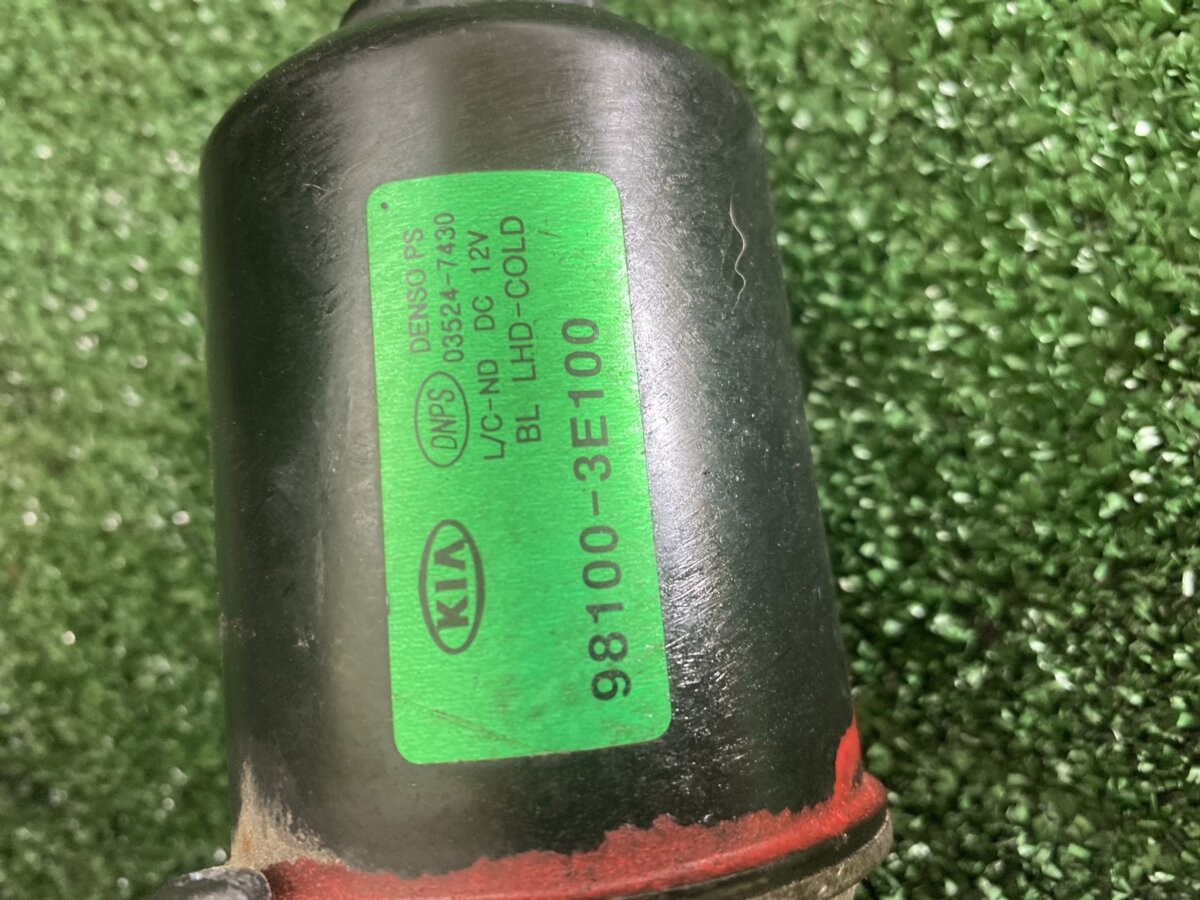 KIA
DNPS
DENSO PS
03524-7430
L/C-ND DC 12V
BL LHD-COLD
98100-3E100